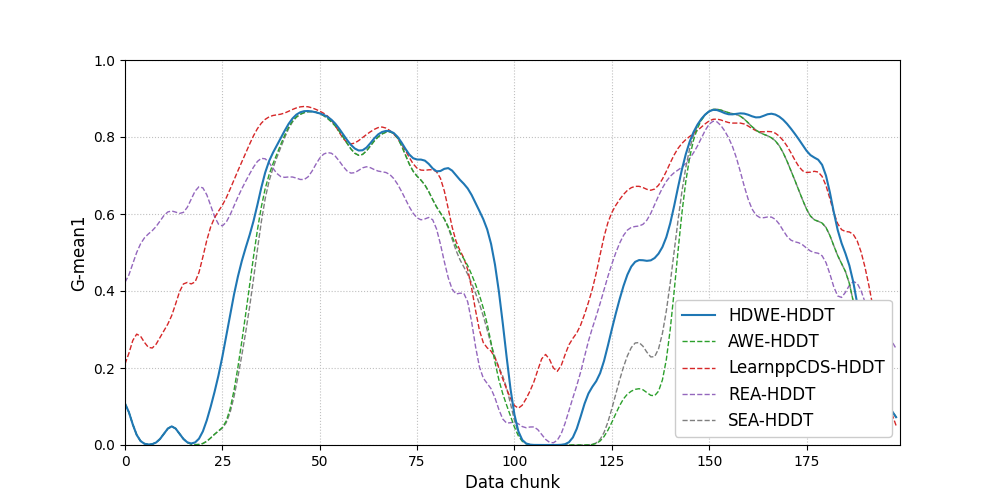 1.0
0.8
0.6
0.4
0.2
0.0
G-mean1
0 25 50 75 100 125 150 175
Data chunk
HDWE-HDDT
AWE-HDDT
LearnppCDS-HDDT
REA-HDDT
SEA-HDDT